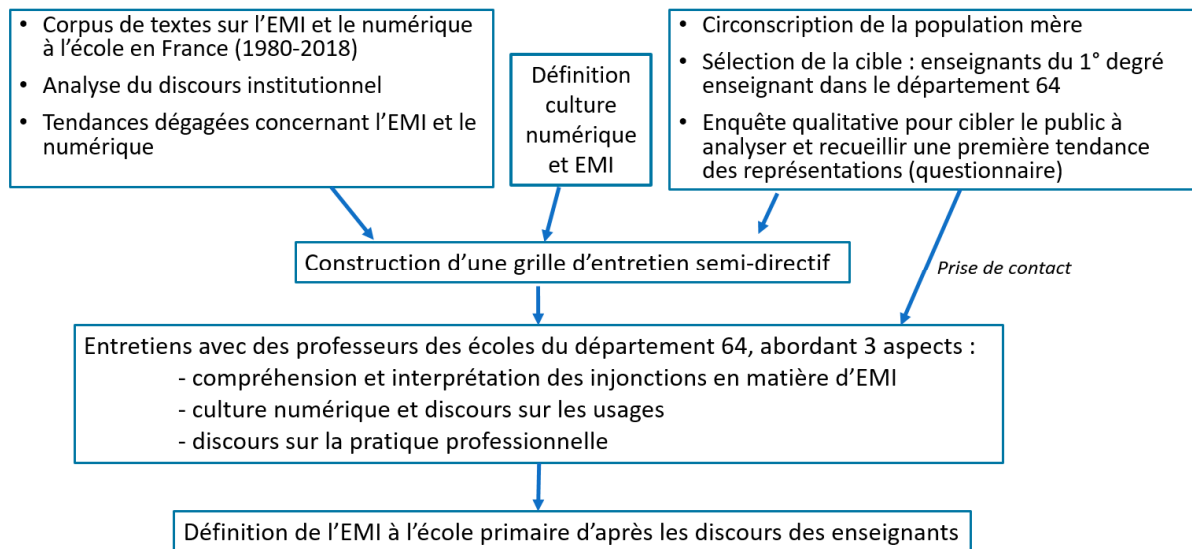 • Corpus de textes sur l’EMI et le numérique
à l’école en France (1980-2018)
• Analyse du discours institutionnel
• Tendances dégagées concernant l’EMI et le
numérique
Définition
culture
numérique
et EMI
• Circonscription de la population mère
• Sélection de la cible : enseignants du 1° degré
enseignant dans le département 64
• Enquête qualitative pour cibler le public à
analyser et recueillir une première tendance
des représentations (questionnaire)
Construction d’une grille d’entretien semi-directif
Prise de contact
Entretiens avec des professeurs des écoles du département 64, abordant 3 aspects :
- compréhension et interprétation des injonctions en matière d’EMI
- culture numérique et discours sur les usages
- discours sur la pratique professionnelle
Définition de l’EMI à l’école primaire d’après les discours des enseignants